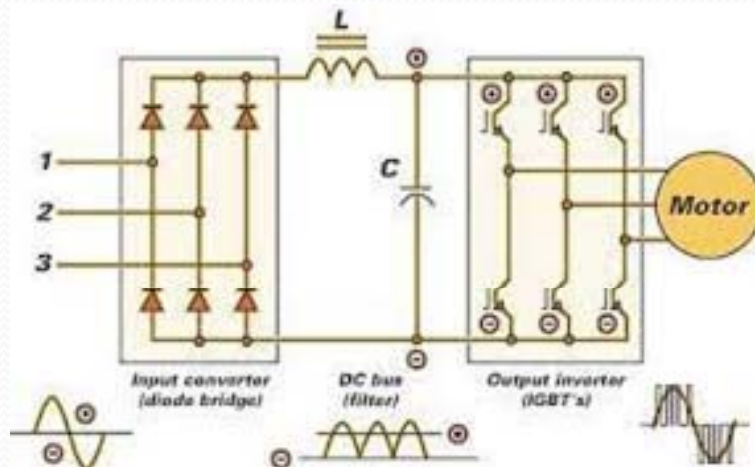 L
1
2
3
C
Motor
Input converter
(diode bridge)
DC bus
(filter)
Output inverter
(IGBT's)